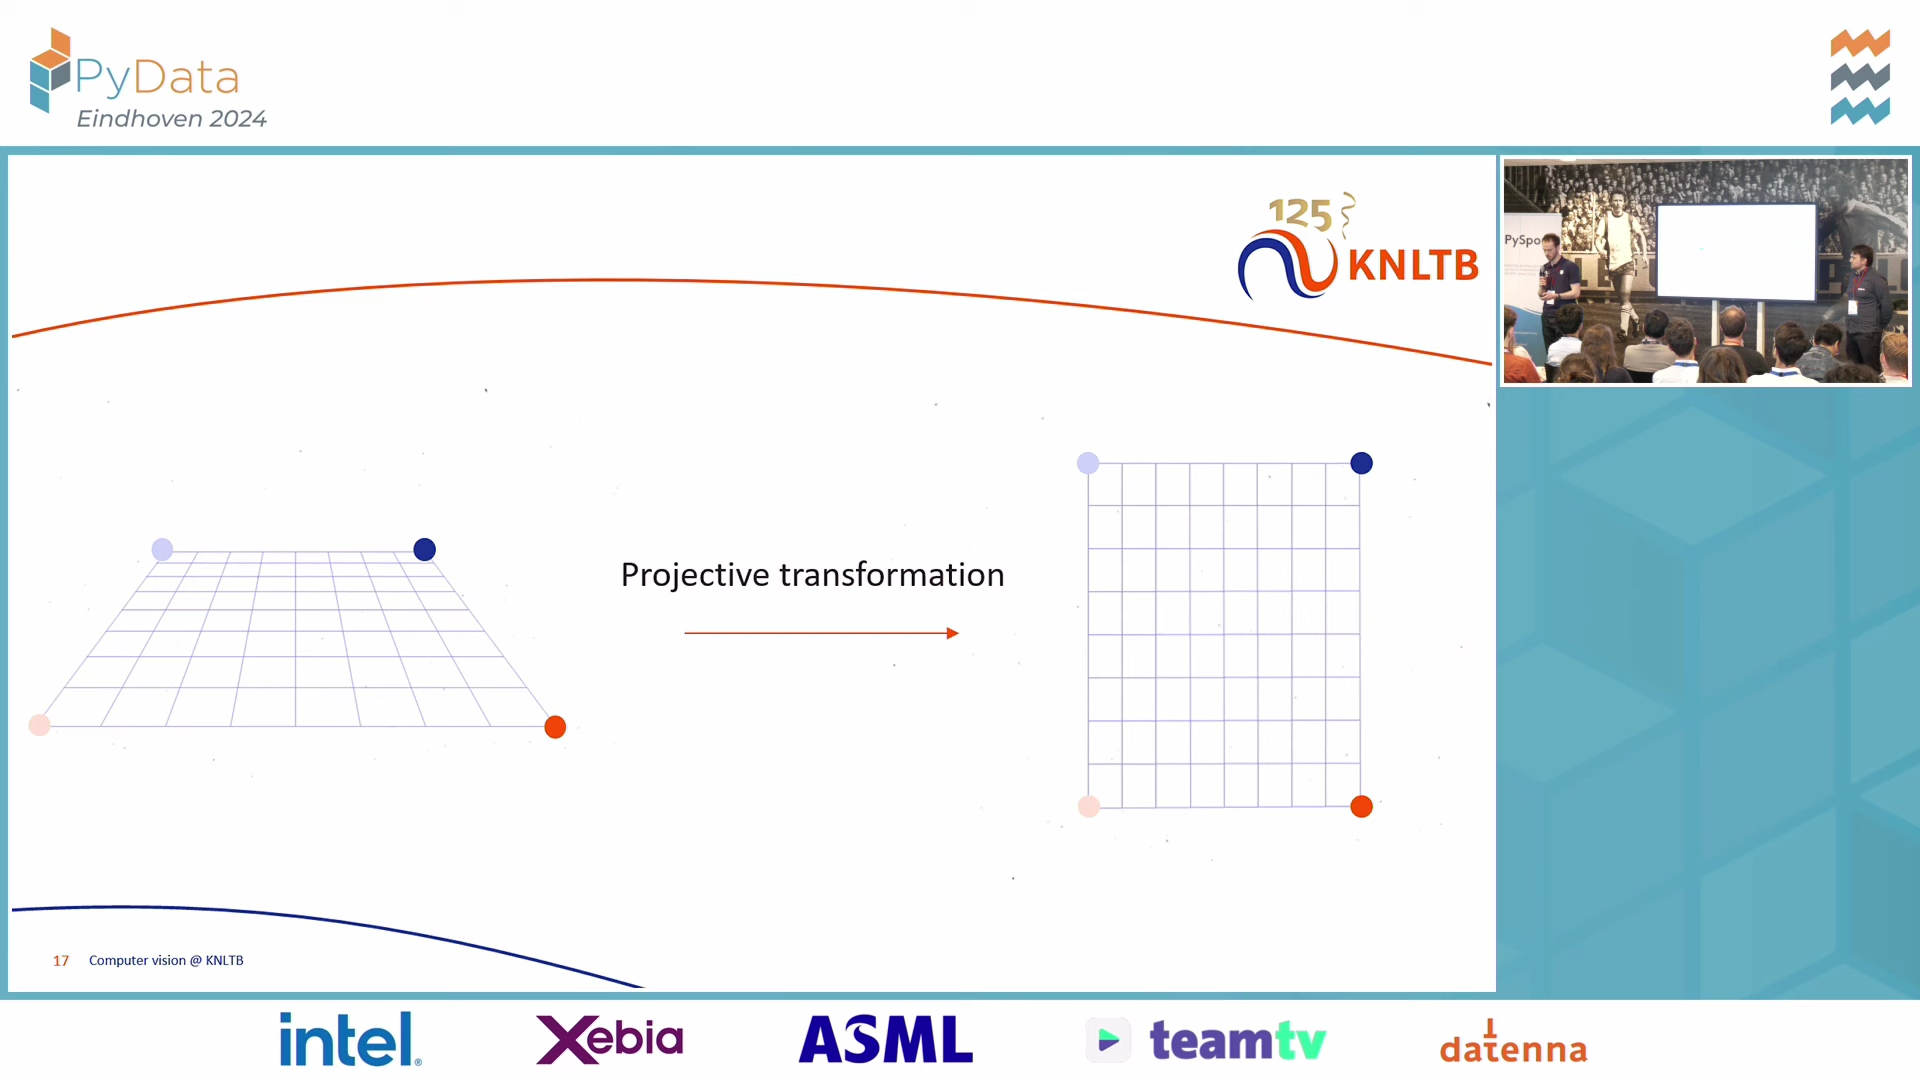 PyData
Eindhoven 2024
125
KNLTB
PySpo
Projective transformation
17 Computer vision @ KNLTB
intel.
Xebia
ASML
teamtv
datenna